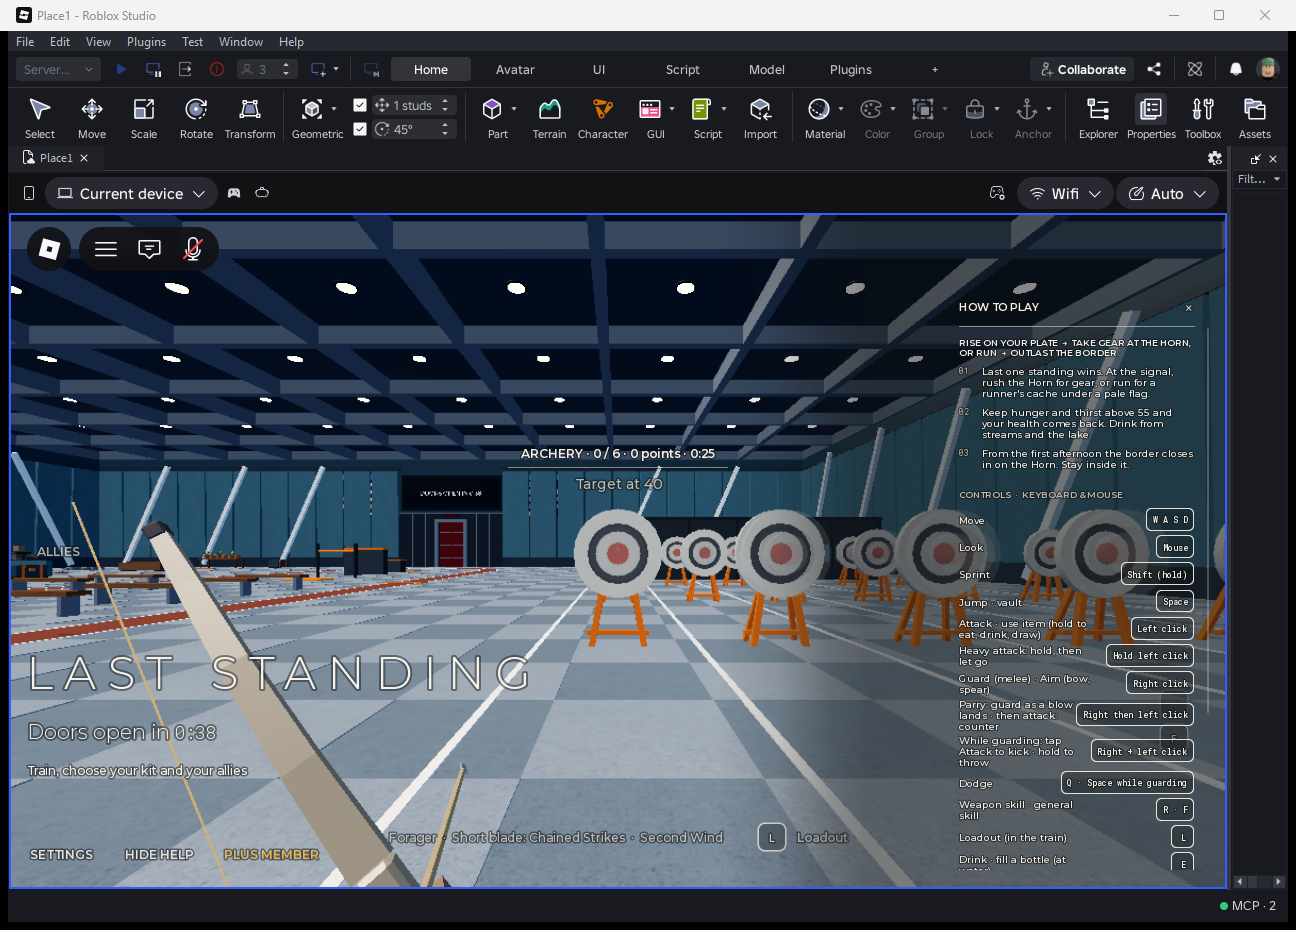 Place1 - Roblox Studio
File Edit View Plugins Test Window Help
Server... 3 Home Avatar UI Script Model Plugins + Collaborate
1 studs
45°
Select Move Scale Rotate Transform Geometric Part Terrain Character GUI Script Import Material Color Group Lock Anchor Explorer Properties Toolbox Assets
Place1
Filt...
Current device Wifi Auto
HOW TO PLAY ×
RISE ON YOUR PLATE → TAKE GEAR AT THE HORN,
OR RUN → OUTLAST THE BORDER
01 Last one standing wins. At the signal,
rush the Horn for gear, or run for a
runner's cache under a pale flag.
02 Keep hunger and thirst above 55 and
your health comes back. Drink from
streams and the lake.
03 From the first afternoon the border closes
in on the Horn. Stay inside it.
CONTROLS · KEYBOARD & MOUSE
Move W A S D
Look Mouse
Sprint Shift (hold)
Jump · vault Space
Attack · use item (hold to
eat, drink, draw) Left click
Heavy attack: hold, then
let go Hold left click
Guard (melee) · Aim (bow,
spear) Right click
Parry: guard as a blow
lands · then attack:
counter Right then left click
While guarding: tap
Attack to kick · hold to
throw Right + left click
Dodge Q · Space while guarding
Weapon skill · general
skill R · F
Loadout (in the train) L
Drink · fill a bottle (at
water) E
ARCHERY · 0 / 6 · 0 points · 0:25
Target at 40
ALLIES
LAST STANDING
Doors open in 0:38
Train, choose your kit and your allies
Forager · Short blade: Chained Strikes · Second Wind L Loadout
SETTINGS HIDE HELP PLUS MEMBER
MCP · 2